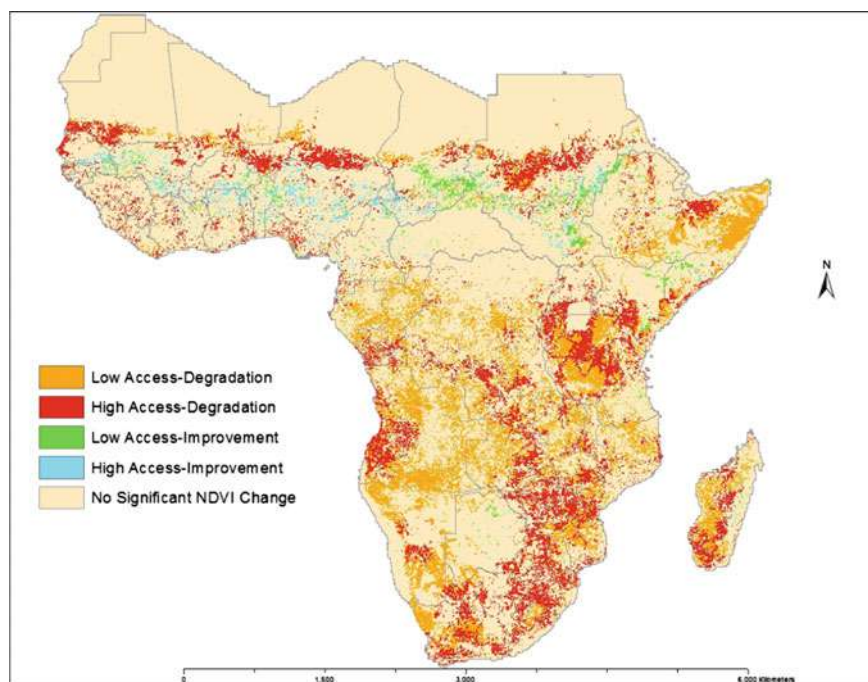 N
Low Access-Degradation
High Access-Degradation
Low Access-Improvement
High Access-Improvement
No Significant NDVI Change
0 1,500 3,000 6,000 Kilometers